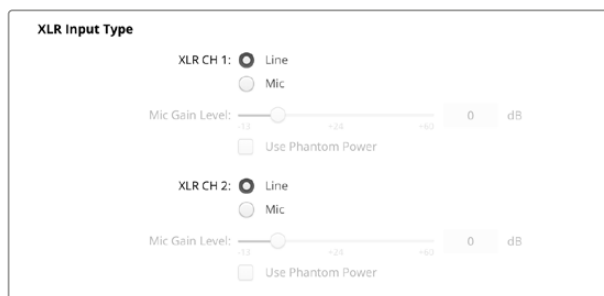 XLR Input Type
XLR CH 1: Line
Mic
Mic Gain Level: 0 dB
-13 +24 +60
Use Phantom Power
XLR CH 2: Line
Mic
Mic Gain Level: 0 dB
-13 +24 +60
Use Phantom Power